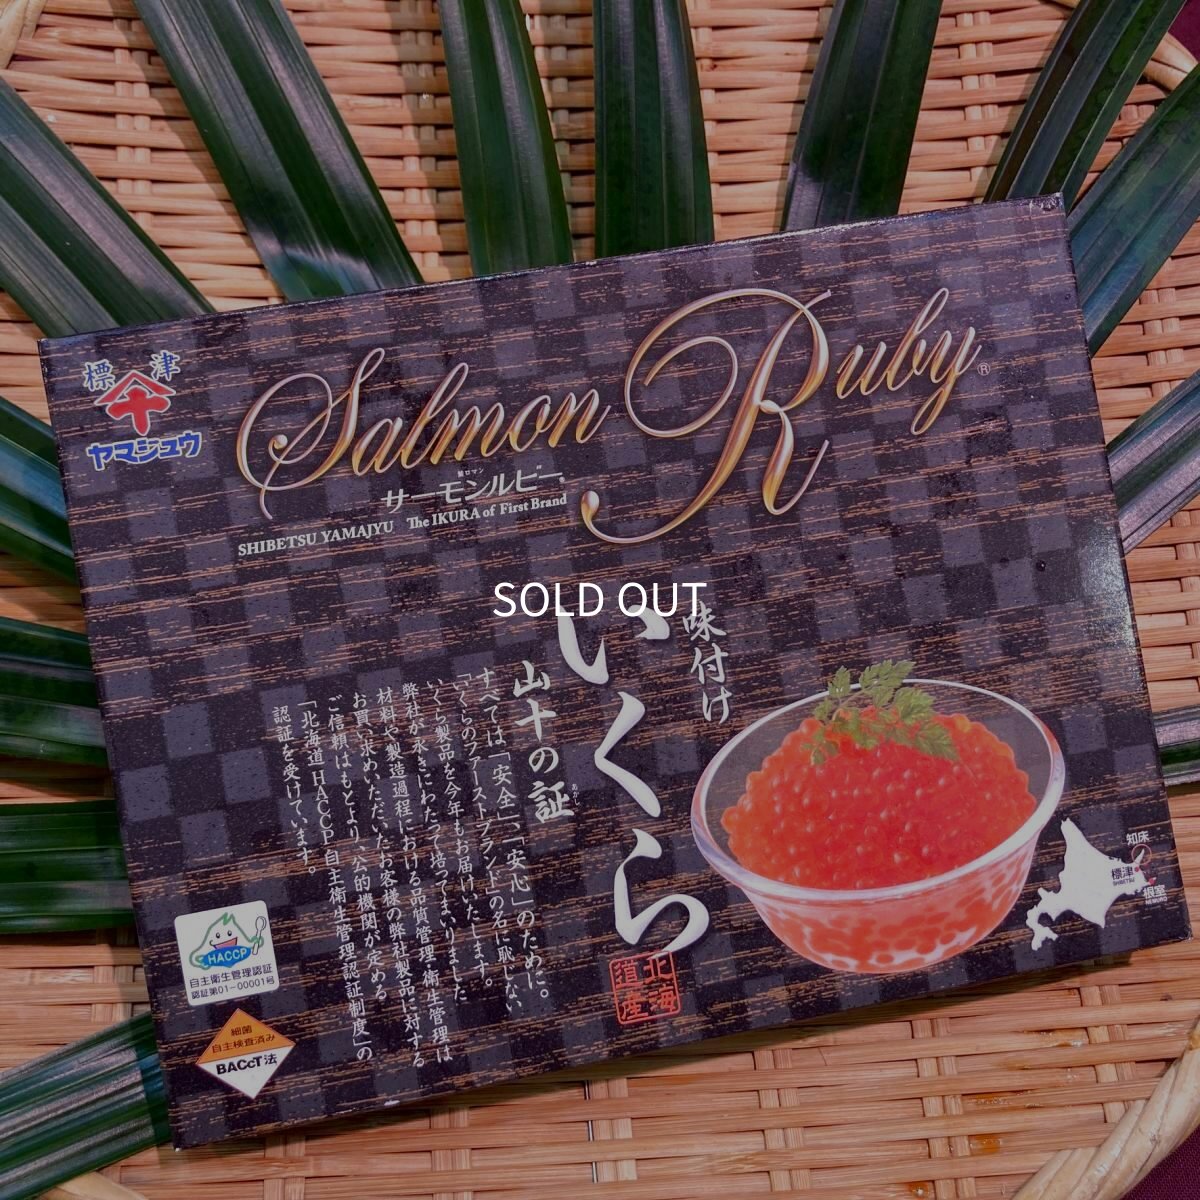 標津
ヤマシュウ
Salmon Ruby®
鮭ロマン
サーモンルビー®
SHIBETSU YAMAJYU The IKURA of First Brand
SOLD OUT
味付け
いくら
北海
道産
山十の証
あかし
すべては「安全」、「安心」のために。
「いくらのファーストブランド」の名に恥じない
いくら製品を今年もお届けいたします。
弊社が永きにわたって培ってまいりました
材料や製造過程における品質管理・衛生管理は
お買い求めいただいたお客様の弊社製品に対する
ご信頼はもとより、公的機関が定める
「北海道HACCP自主衛生管理認証制度」の
認証を受けています。
HACCP
自主衛生管理認証
認証第01-00001号
細菌
自主検査済み
BACcT法
知床
標津
SHIBETSU
根室
NEMURO